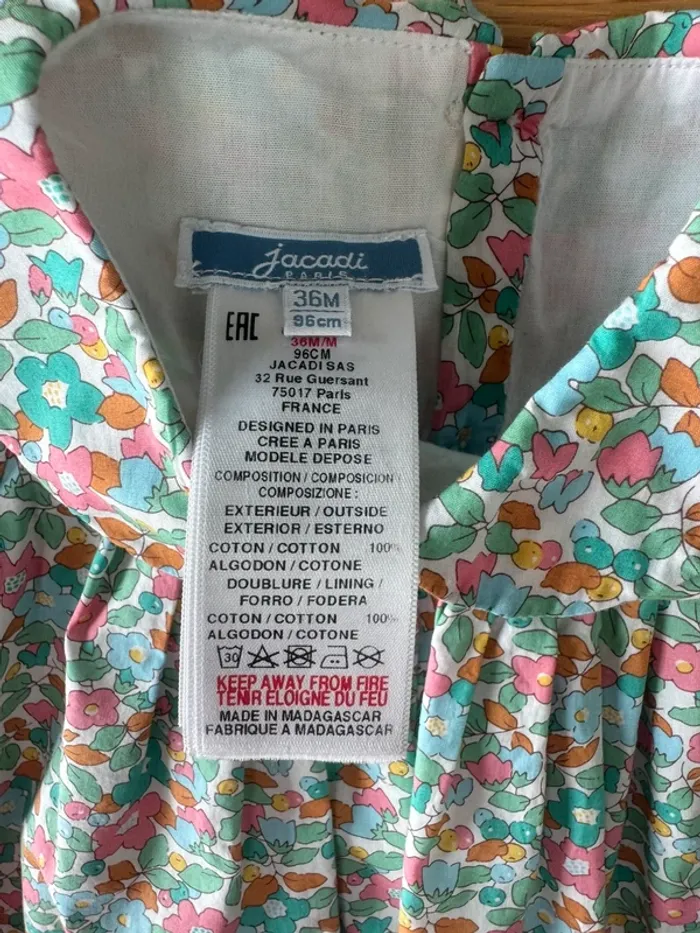 jacadi
PARIS
36M
96cm
EAC
36M/M
96CM
JACADI SAS
32 Rue Guersant
75017 Paris
FRANCE
DESIGNED IN PARIS
CREE A PARIS
MODELE DEPOSE
COMPOSITION / COMPOSICION
COMPOSIZIONE :
EXTERIEUR / OUTSIDE
EXTERIOR / ESTERNO
COTON / COTTON 100%
ALGODON / COTONE
DOUBLURE / LINING /
FORRO / FODERA
COTON / COTTON 100%
ALGODON / COTONE
30
KEEP AWAY FROM FIRE
TENIR ELOIGNE DU FEU
MADE IN MADAGASCAR
FABRIQUE A MADAGASCAR